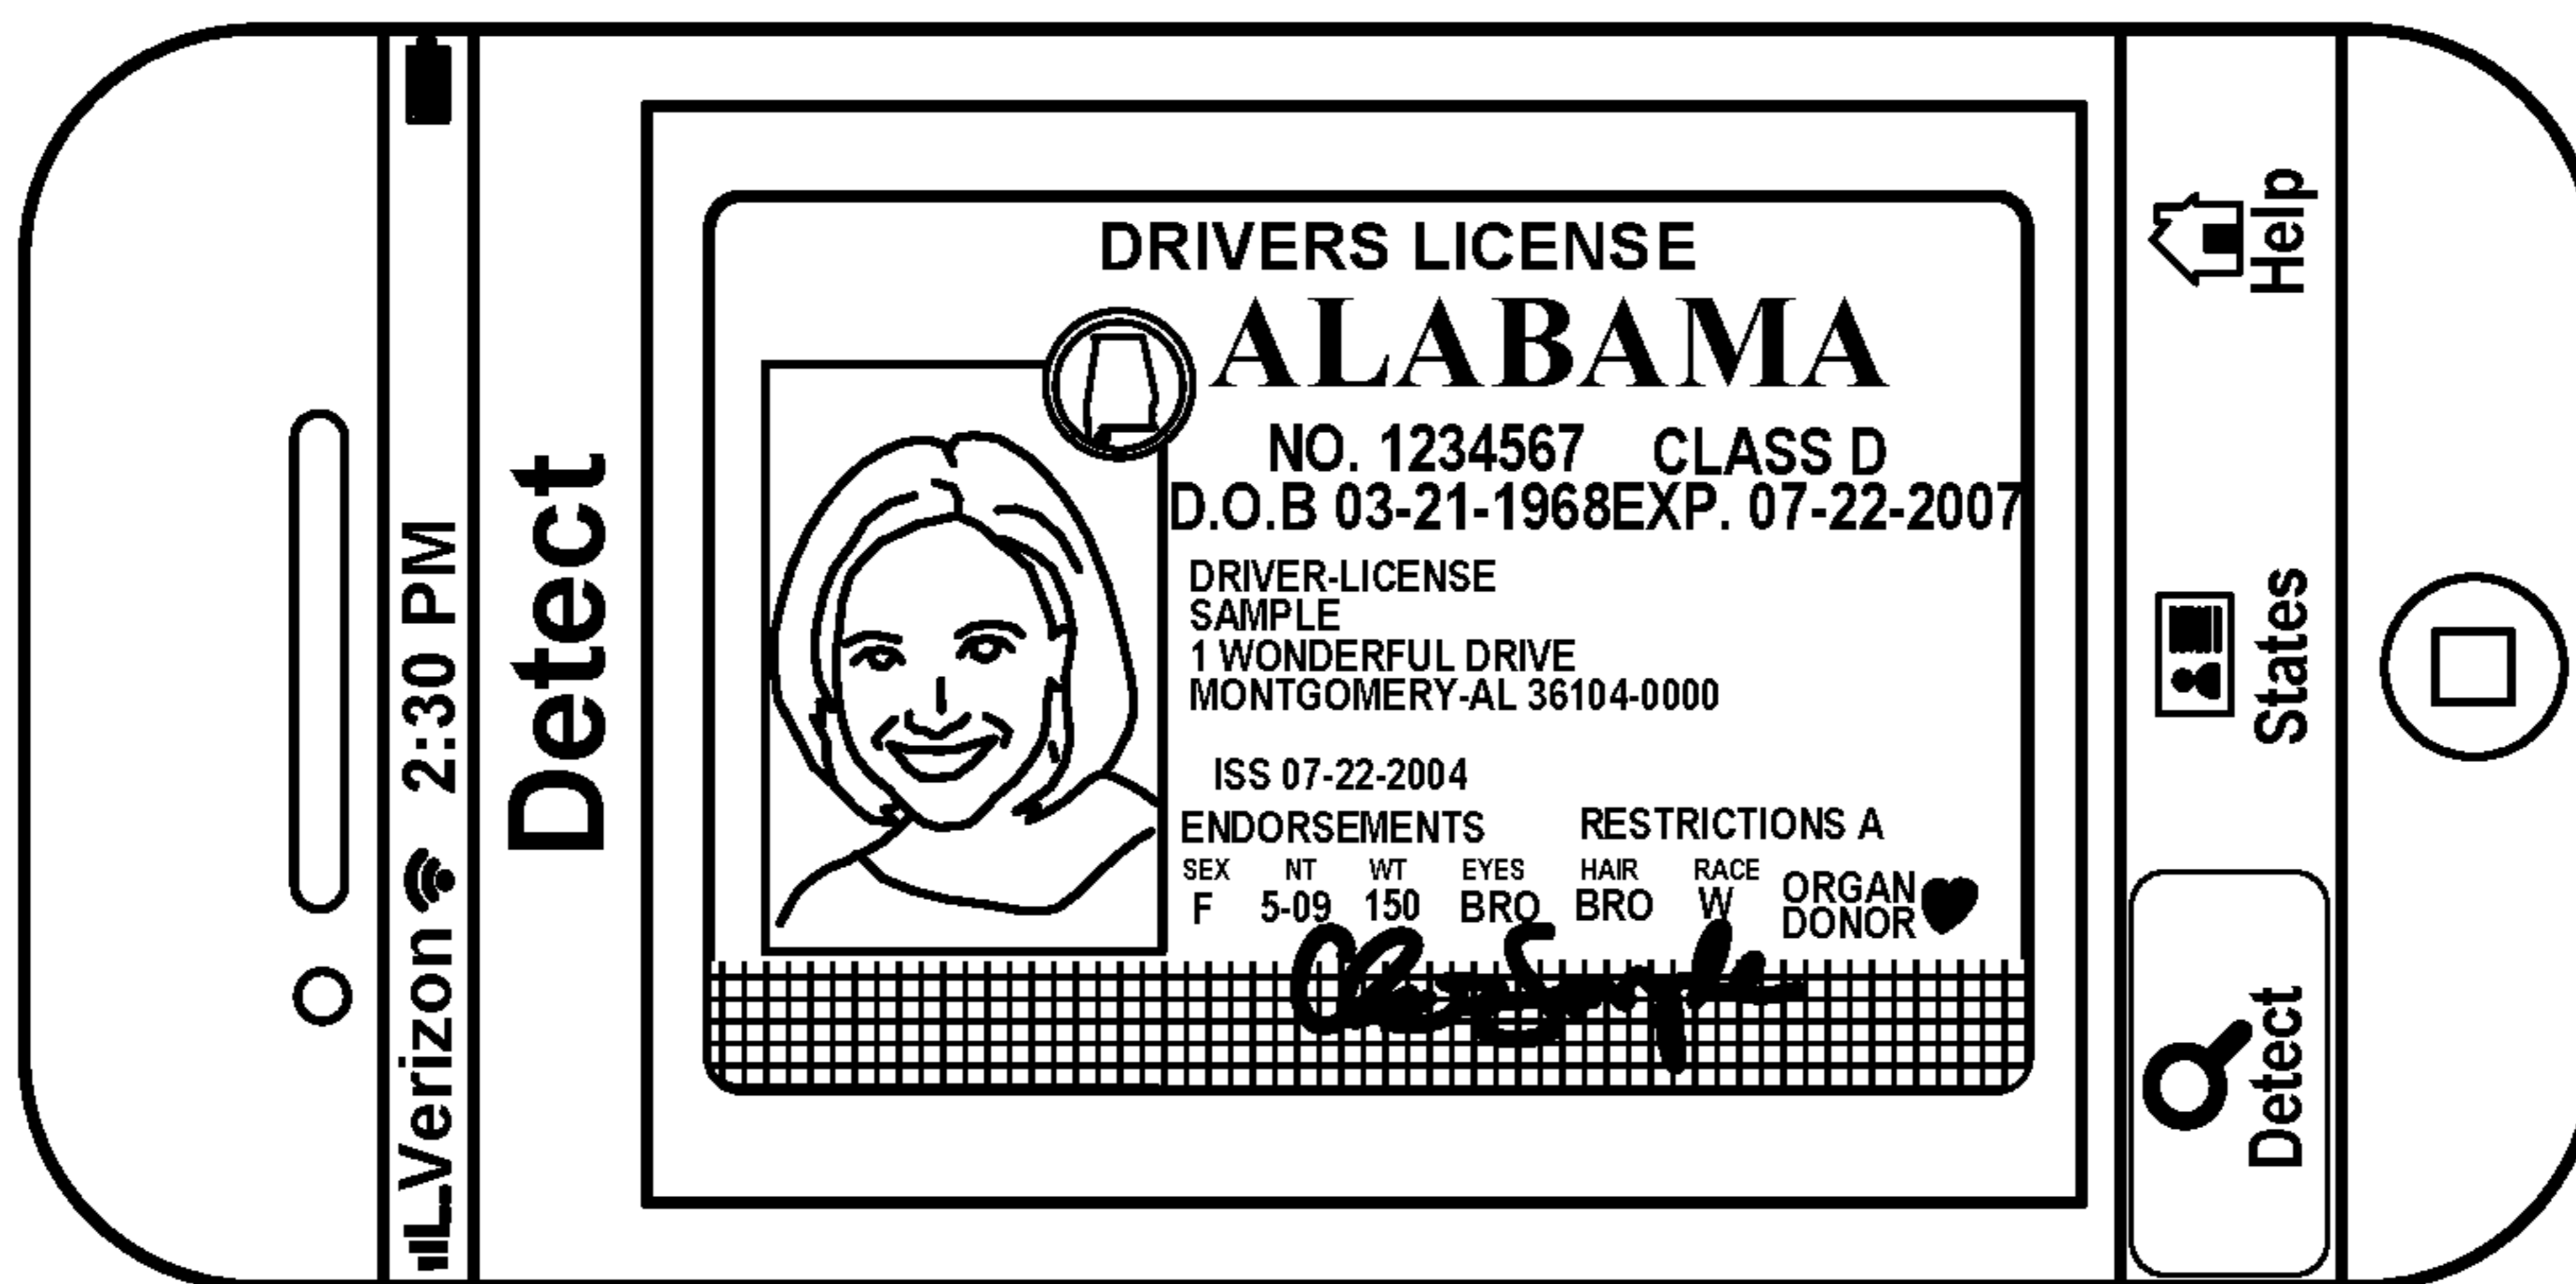 Verizon 2:30 PM
Detect
DRIVERS LICENSE
ALABAMA
NO. 1234567 CLASS D
D.O.B 03-21-1968EXP. 07-22-2007
DRIVER-LICENSE
SAMPLE
1 WONDERFUL DRIVE
MONTGOMERY-AL 36104-0000
ISS 07-22-2004
ENDORSEMENTS RESTRICTIONS A
SEX NT WT EYES HAIR RACE
F 5-09 150 BRO BRO W
ORGAN
DONOR
Detect
States
Help